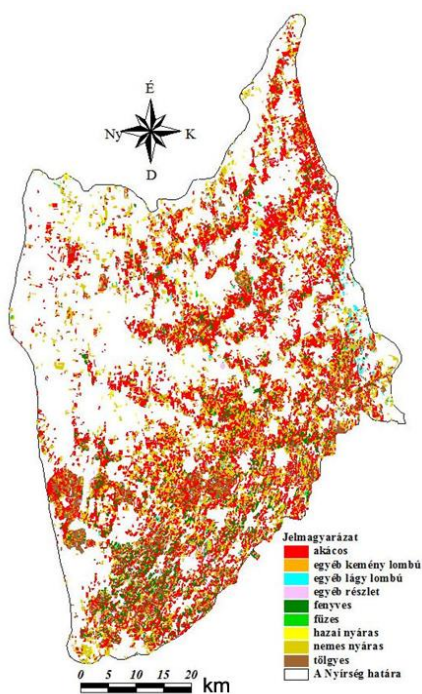 É
Ny K
D
Jelmagyarázat
akácos
egyéb kemény lombú
egyéb lágy lombú
egyéb részlet
fenyves
füzes
hazai nyáras
nemes nyáras
tölgyes
A Nyírség határa
0 5 10 15 20 km